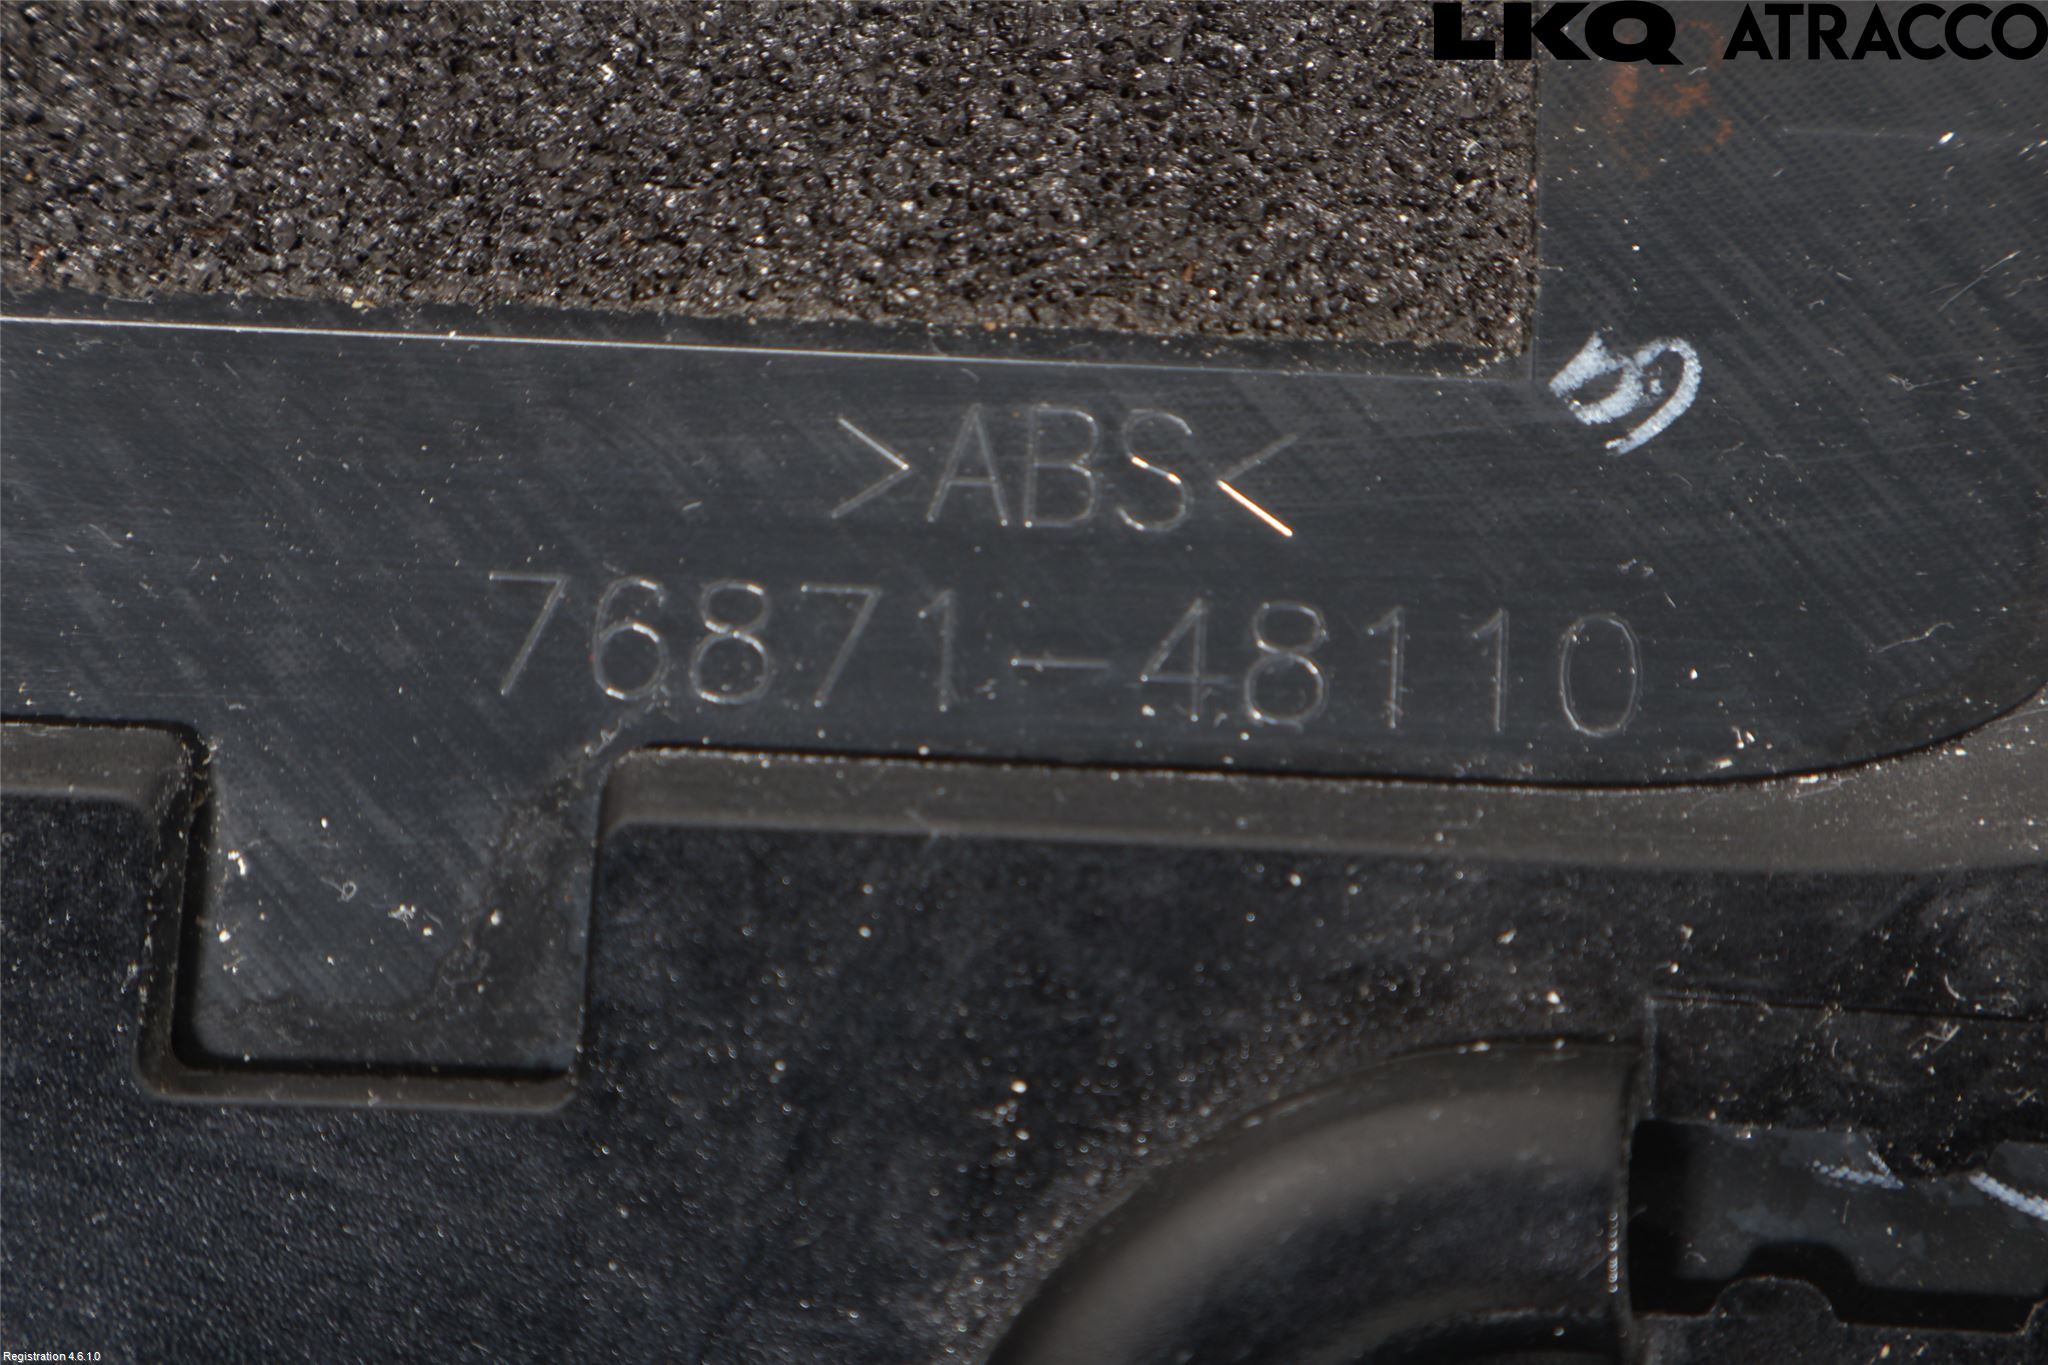 LKQ ATRACCO
>ABS<
76871-48110
Registration 4.6.1.0